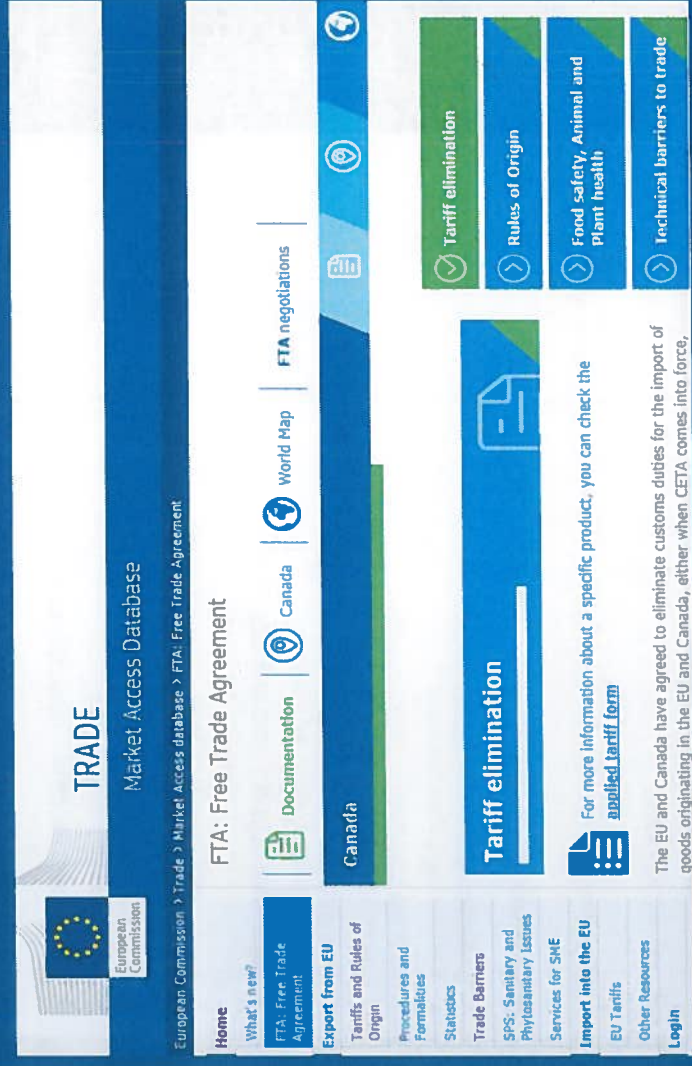 European
Commission
TRADE
Market Access Database
European Commission > Trade > Market Access database > FTA: Free Trade Agreement
Home
What's new?
FTA: Free Trade
Agreement
Export from EU
Tariffs and Rules of
Origin
Procedures and
Formalities
Statistics
Trade Barriers
SPS: Sanitary and
Phytosanitary Issues
Services for SME
Import into the EU
EU Tariffs
Other Resources
Login
FTA: Free Trade Agreement
Documentation
Canada
World Map
FTA negotiations
Canada
Tariff elimination
For more information about a specific product, you can check the
applied tariff form
The EU and Canada have agreed to eliminate customs duties for the import of
goods originating in the EU and Canada, either when CETA comes into force,
Tariff elimination
Rules of Origin
Food safety, Animal and
Plant health
Technical barriers to trade